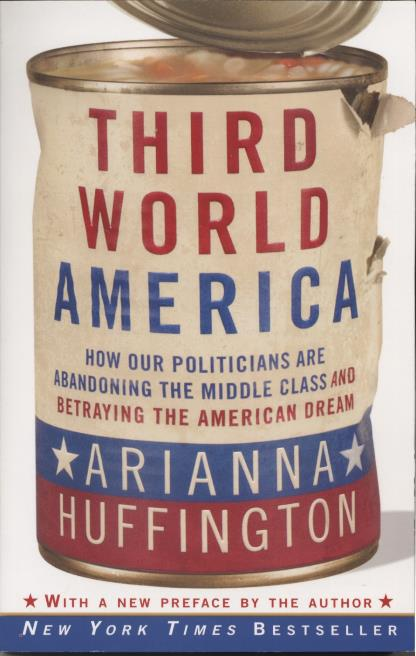 THIRD
WORLD
AMERICA
HOW OUR POLITICIANS ARE
ABANDONING THE MIDDLE CLASS AND
BETRAYING THE AMERICAN DREAM
ARIANNA
HUFFINGTON
WITH A NEW PREFACE BY THE AUTHOR
NEW YORK TIMES BESTSELLER